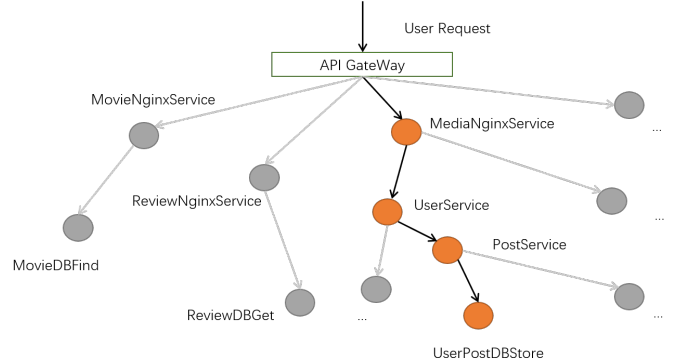 User Request
API GateWay
MovieNginxService
MediaNginxService
...
ReviewNginxService
UserService
...
PostService
MovieDBFind
ReviewDBGet
...
...
UserPostDBStore